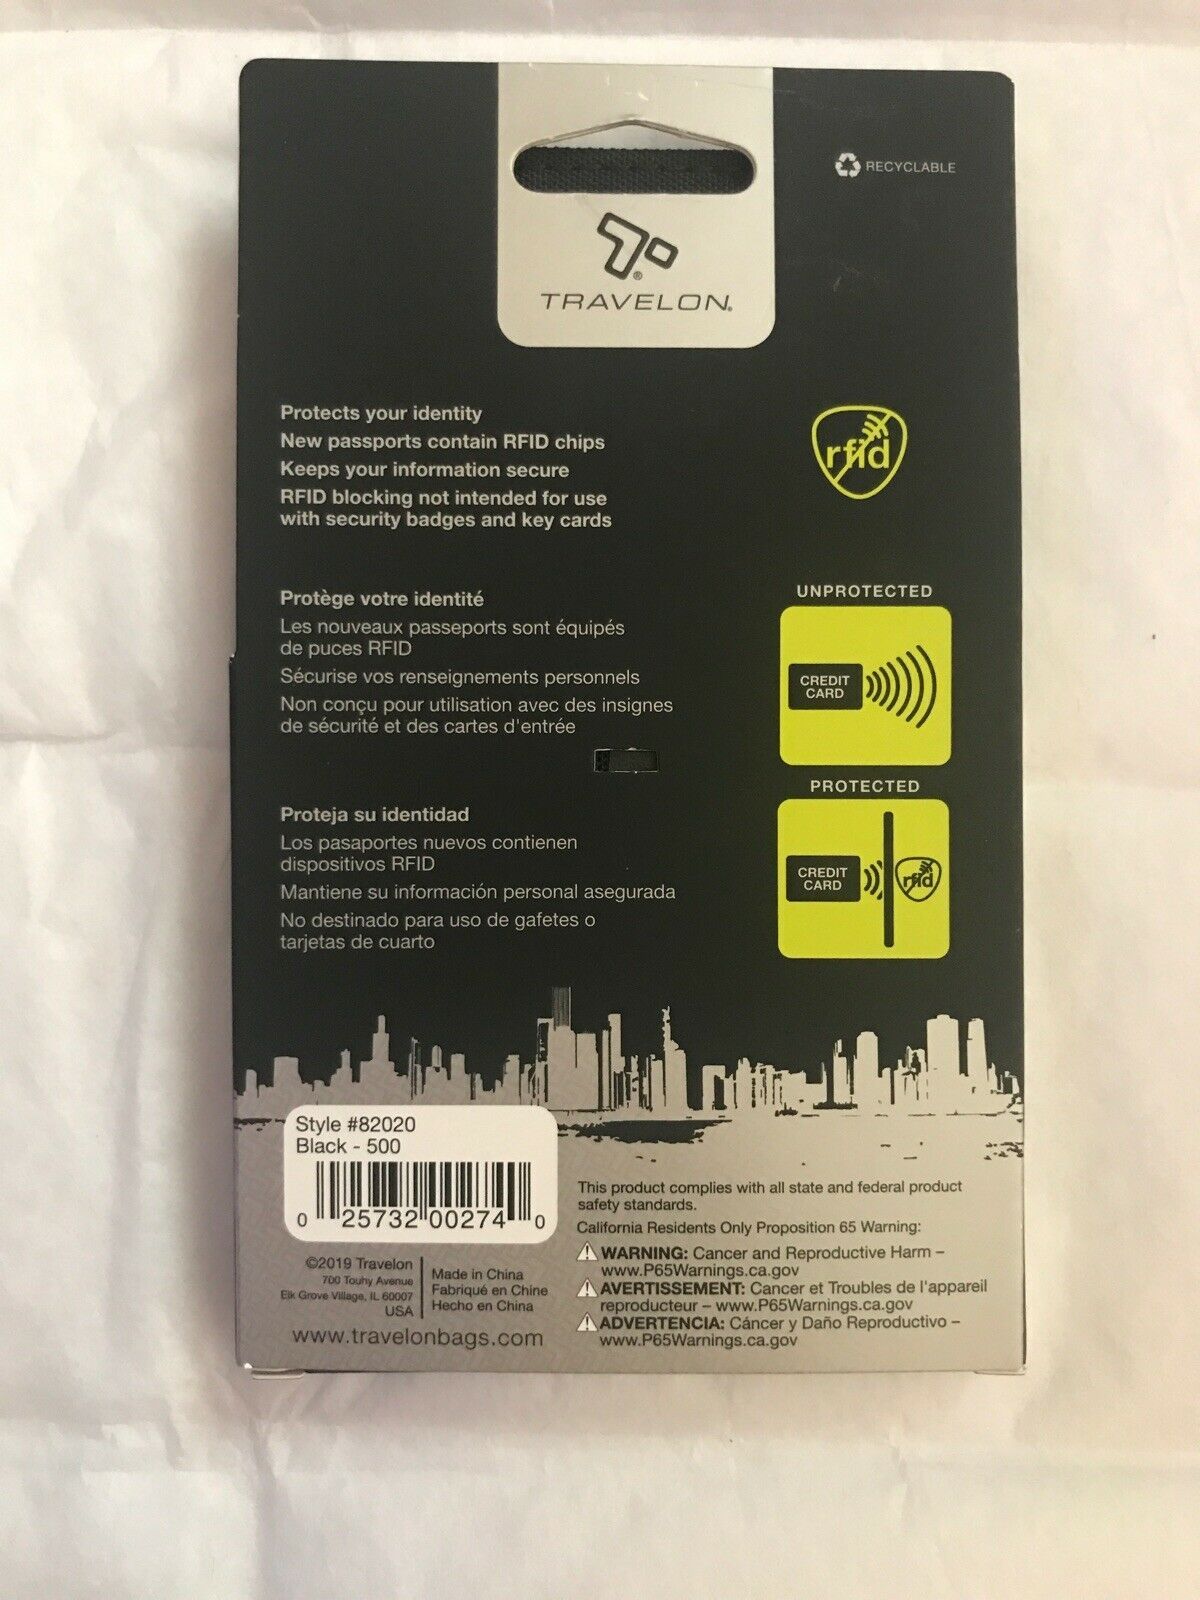 RECYCLABLE
TRAVELON®
Protects your identity
New passports contain RFID chips
Keeps your information secure
RFID blocking not intended for use
with security badges and key cards
rfid
Protège votre identité
Les nouveaux passeports sont équipés
de puces RFID
Sécurise vos renseignements personnels
Non conçu pour utilisation avec des insignes
de sécurité et des cartes d'entrée
UNPROTECTED
CREDIT
CARD
PROTECTED
CREDIT
CARD
rfid
Proteja su identidad
Los pasaportes nuevos contienen
dispositivos RFID
Mantiene su información personal asegurada
No destinado para uso de gafetes o
tarjetas de cuarto
Style #82020
Black - 500
0 25732 00274 0
©2019 Travelon
700 Touhy Avenue
Elk Grove Village, IL 60007
USA
Made in China
Fabriqué en Chine
Hecho en China
www.travelonbags.com
This product complies with all state and federal product
safety standards.
California Residents Only Proposition 65 Warning:
WARNING: Cancer and Reproductive Harm –
www.P65Warnings.ca.gov
AVERTISSEMENT: Cancer et Troubles de l'appareil
reproducteur – www.P65Warnings.ca.gov
ADVERTENCIA: Cáncer y Daño Reproductivo –
www.P65Warnings.ca.gov